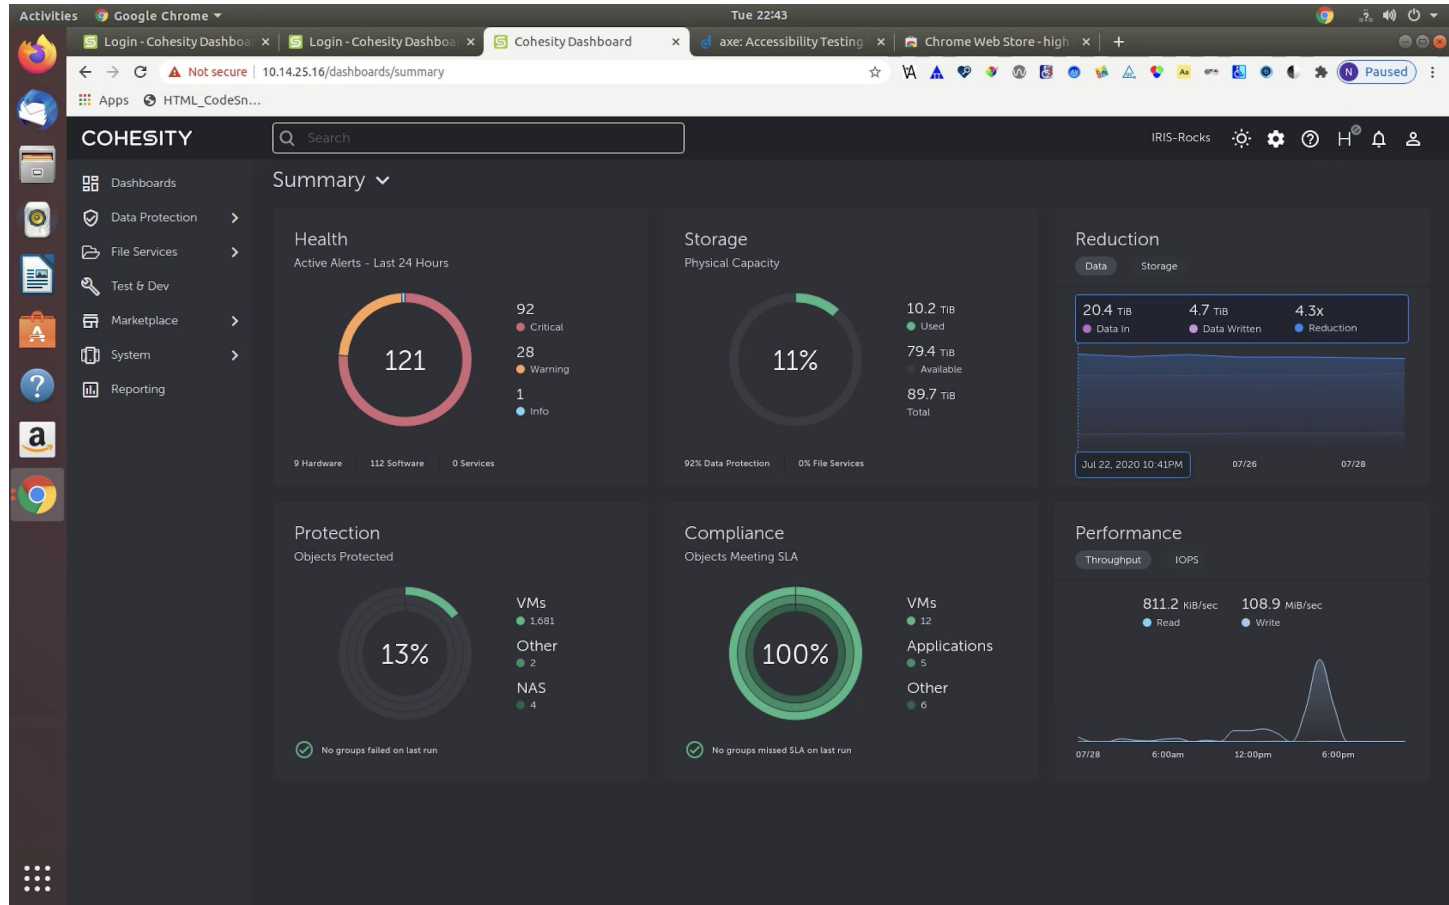 Activities Google Chrome Tue 22:43
Login - Cohesity Dashboa Login - Cohesity Dashboa Cohesity Dashboard axe: Accessibility Testing Chrome Web Store - high
Not secure 10.14.25.16/dashboards/summary Paused
Apps HTML_CodeSn...
COHESITY Search IRIS-Rocks
Summary
Dashboards
Data Protection
File Services
Test & Dev
Marketplace
System
Reporting
Health
Active Alerts - Last 24 Hours
121
92
Critical
28
Warning
1
Info
9 Hardware 112 Software 0 Services
Storage
Physical Capacity
11%
10.2 TiB
Used
79.4 TiB
Available
89.7 TiB
Total
92% Data Protection 0% File Services
Reduction
Data Storage
20.4 TiB 4.7 TiB 4.3x
Data In Data Written Reduction
Jul 22, 2020 10:41PM 07/26 07/28
Protection
Objects Protected
13%
VMs
1,681
Other
2
NAS
4
No groups failed on last run
Compliance
Objects Meeting SLA
100%
VMs
12
Applications
5
Other
6
No groups missed SLA on last run
Performance
Throughput IOPS
811.2 KiB/sec 108.9 MiB/sec
Read Write
07/28 6:00am 12:00pm 6:00pm